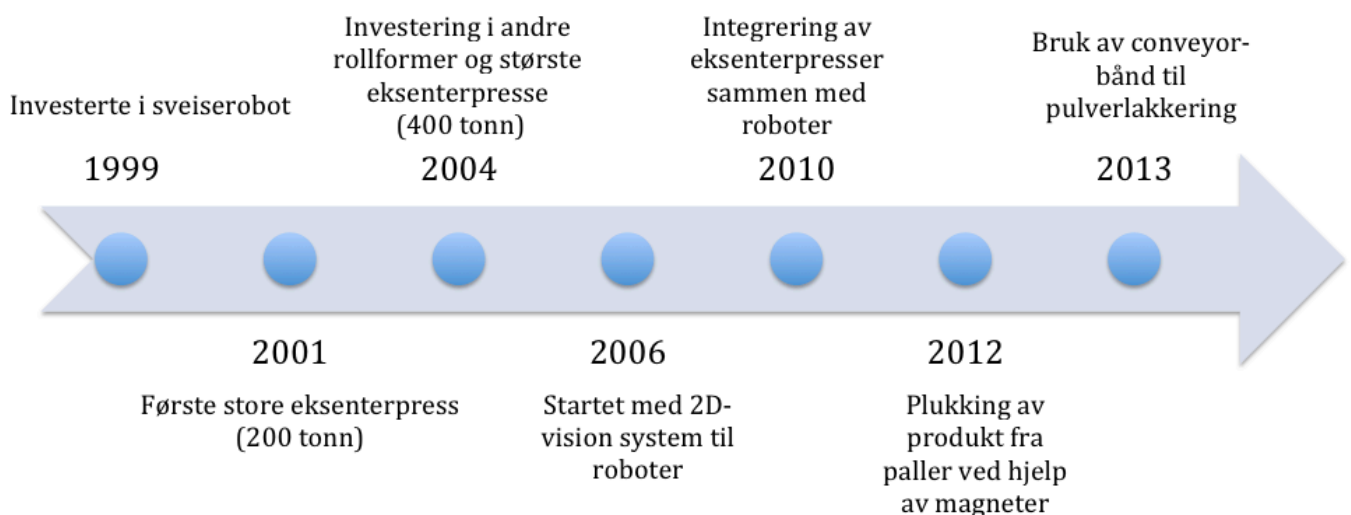 Investerte i sveiserobot
1999
Investering i andre
rollformer og største
eksenterpresse
(400 tonn)
2004
Integrering av
eksenterpresser
sammen med
roboter
2010
Bruk av conveyor-
bånd til
pulverlakkering
2013
2001
Første store eksenterpress
(200 tonn)
2006
Startet med 2D-
vision system til
roboter
2012
Plukking av
produkt fra
paller ved hjelp
av magneter